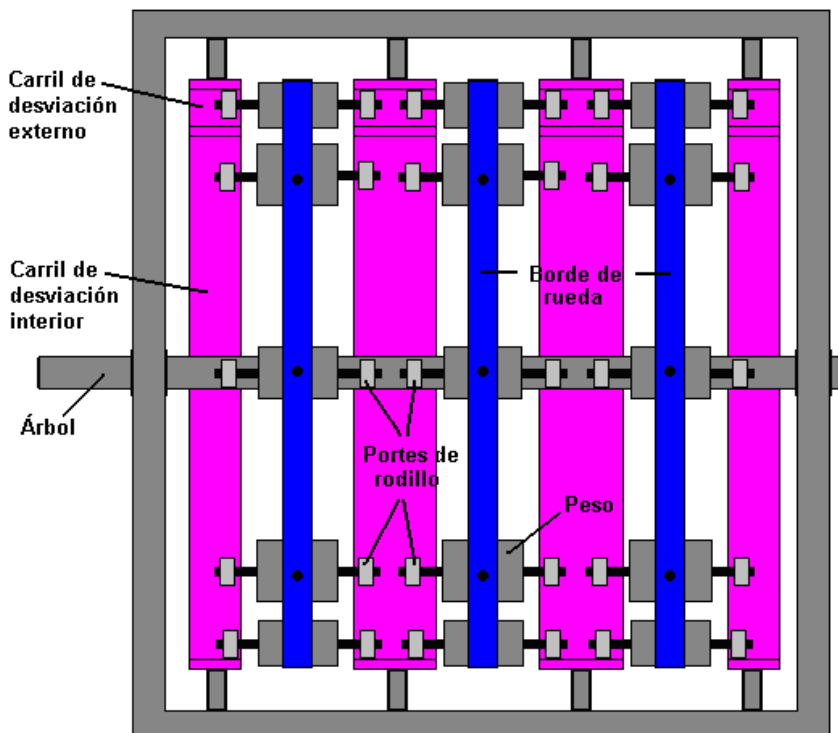 Carril de
desviación
externo
Carril de
desviación
interior
Borde de
rueda
Árbol
Portes de
rodillo
Peso